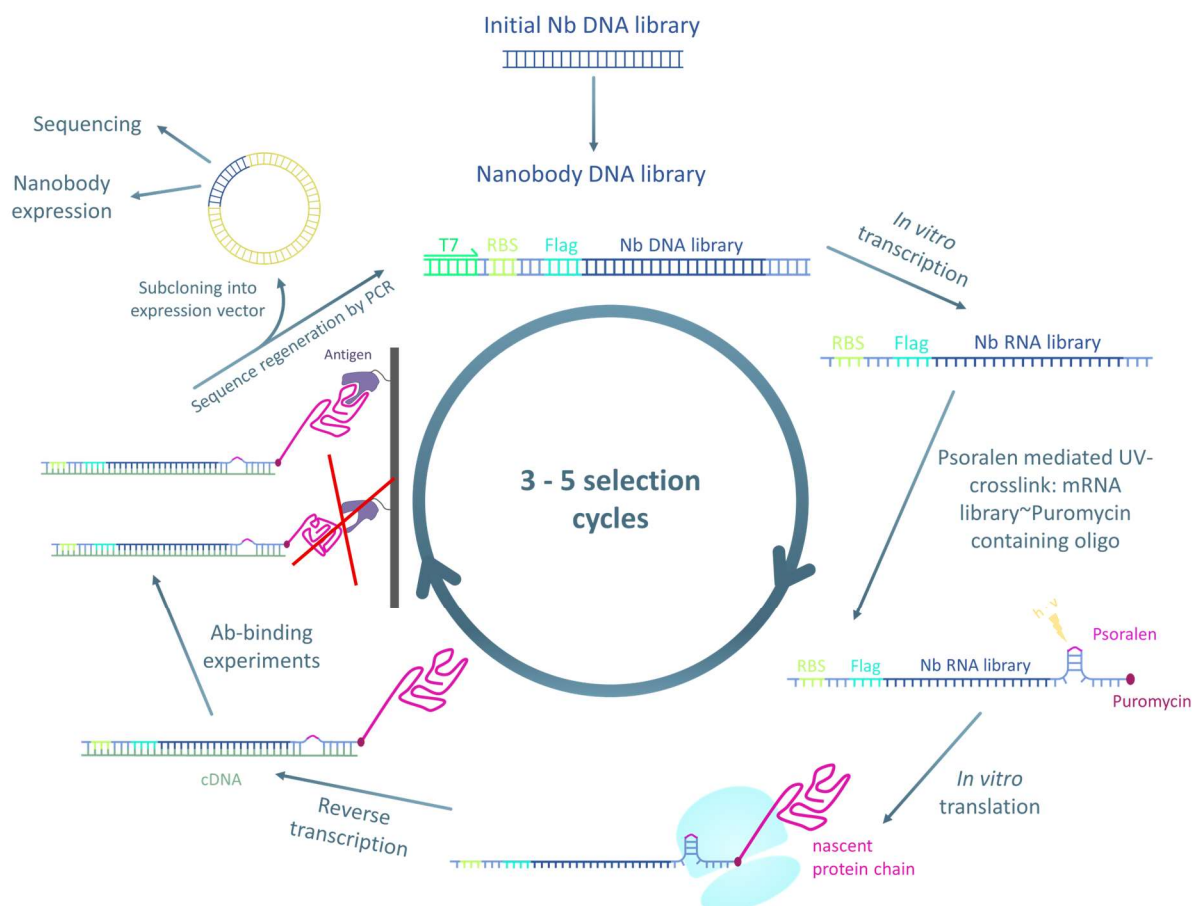 Initial Nb DNA library
Nanobody DNA library
T7
RBS
Flag
Nb DNA library
In vitro
transcription
RBS
Flag
Nb RNA library
Psoralen mediated UV-
crosslink: mRNA
library~Puromycin
containing oligo
h v
Psoralen
RBS
Flag
Nb RNA library
Puromycin
In vitro
translation
nascent
protein chain
Reverse
transcription
cDNA
Ab-binding
experiments
Antigen
Sequence regeneration by PCR
Subcloning into
expression vector
Sequencing
Nanobody
expression
3 - 5 selection
cycles